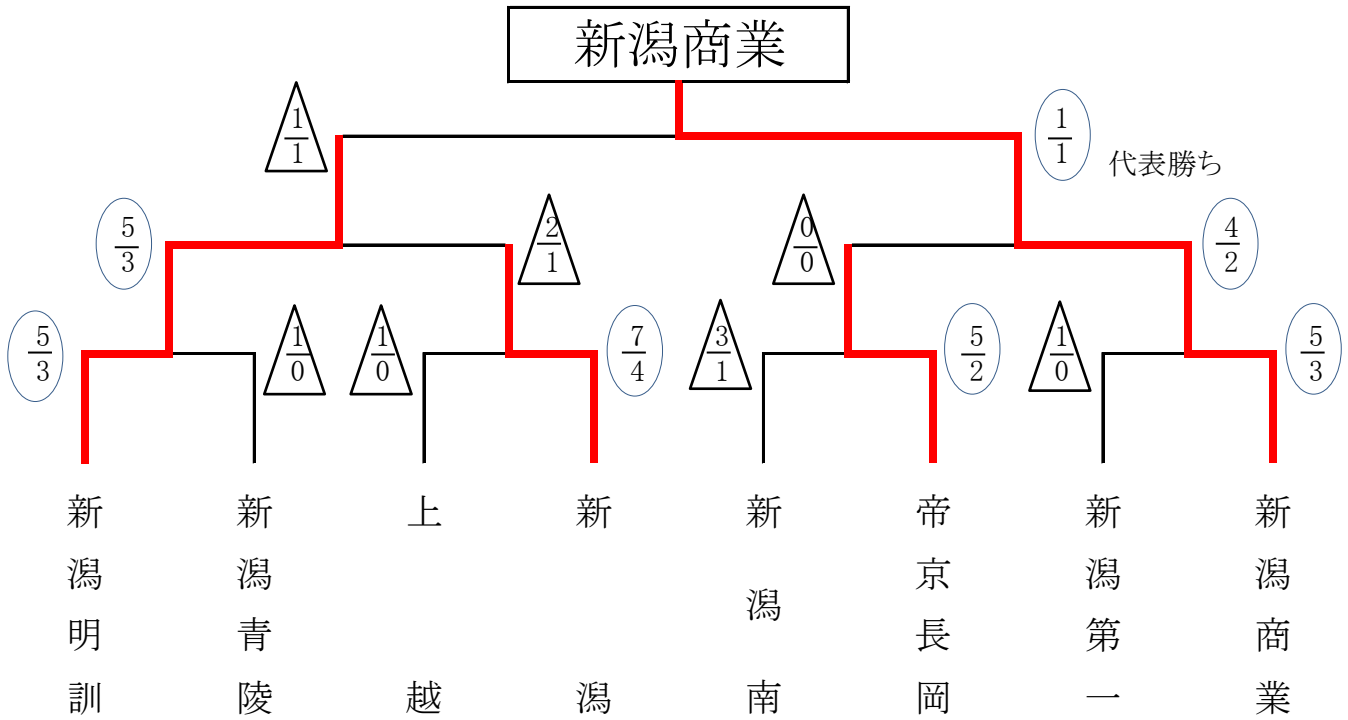 新潟商業
1/1
1/1
代表勝ち
5/3
2/1
0/0
4/2
5/3
1/0
1/0
7/4
3/1
5/2
1/0
5/3
新潟明訓
新潟青陵
上越
新潟
新潟南
帝京長岡
新潟第一
新潟商業